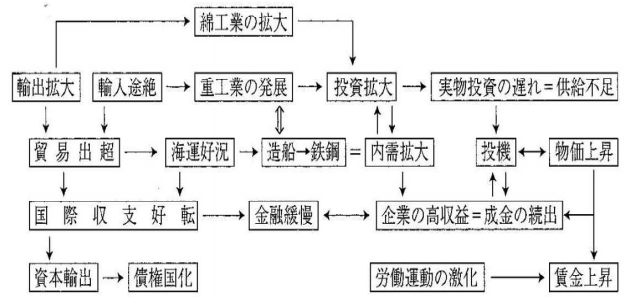 綿工業の拡大
輸出拡大 輸入途絶 → 重工業の発展 → 投資拡大 → 実物投資の遅れ=供給不足
貿易出超 → 海運好況 → 造船→鉄鋼 = 内需拡大 投機 ↔ 物価上昇
国際収支好転 → 金融緩慢 ↔ 企業の高収益=成金の続出
資本輸出 → 債権国化 労働運動の激化 → 賃金上昇